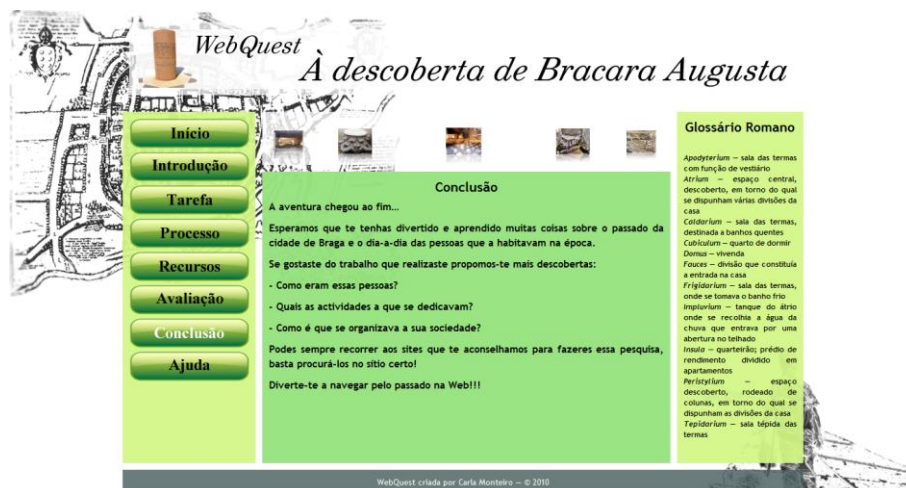 WebQuest
À descoberta de Bracara Augusta
Início
Introdução
Tarefa
Processo
Recursos
Avaliação
Conclusão
Ajuda
Conclusão
A aventura chegou ao fim...
Esperamos que te tenhas divertido e aprendido muitas coisas sobre o passado da
cidade de Braga e o dia-a-dia das pessoas que a habitavam na época.
Se gostaste do trabalho que realizaste propomos-te mais descobertas:
- Como eram essas pessoas?
- Quais as actividades a que se dedicavam?
- Como é que se organizava a sua sociedade?
Podes sempre recorrer aos sites que te aconselhamos para fazeres essa pesquisa,
basta procurá-los no sítio certo!
Diverte-te a navegar pelo passado na Web!!!
Glossário Romano
Apodyterium — sala das termas
com função de vestiário
Atrium — espaço central,
descoberto, em torno do qual
se dispunham várias divisões da
casa
Caldarium — sala das termas,
destinada a banhos quentes
Cubiculum — quarto de dormir
Domus — vivenda
Fauces — divisão que constituía
a entrada na casa
Frigidarium — sala das termas,
onde se tomava o banho frio
Impluvium — tanque do átrio
onde se recolhia a água da
chuva que entrava por uma
abertura no telhado
Insula — quarteirão; prédio de
rendimento dividido em
apartamentos
Peristylium — espaço
descoberto, rodeado de
colunas, em torno do qual se
dispunham as divisões da casa
Tepidarium — sala tépida das
termas
WebQuest criada por Carla Monteiro — © 2010